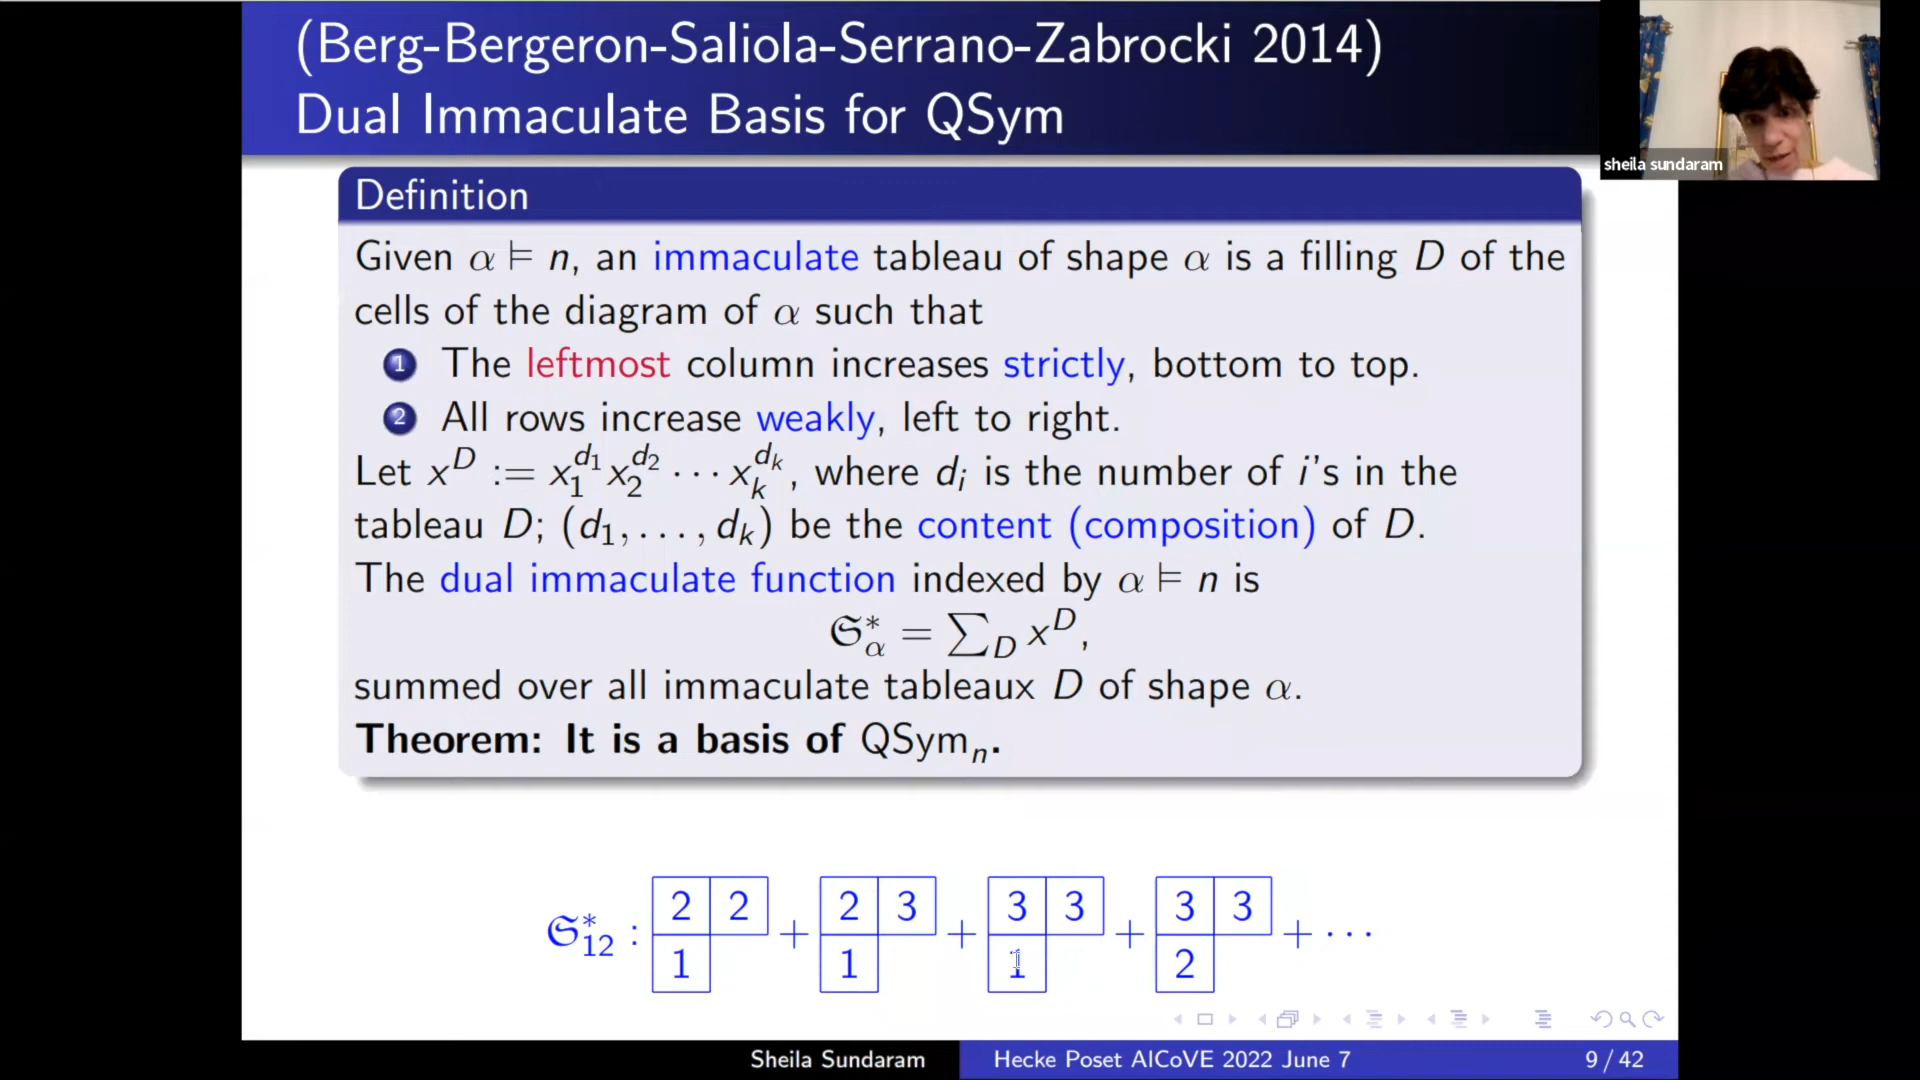 (Berg-Bergeron-Saliola-Serrano-Zabrocki 2014)
Dual Immaculate Basis for QSym
sheila sundaram
Definition
Given α ⊨ n, an immaculate tableau of shape α is a filling D of the
cells of the diagram of α such that
1 The leftmost column increases strictly, bottom to top.
2 All rows increase weakly, left to right.
Let x^D := x_1^{d_1} x_2^{d_2} ⋯ x_k^{d_k}, where d_i is the number of i's in the
tableau D; (d_1, . . . , d_k) be the content (composition) of D.
The dual immaculate function indexed by α ⊨ n is
𝔖*_α = ∑_D x^D,
summed over all immaculate tableaux D of shape α.
Theorem: It is a basis of QSym_n.
2 2 2 3 3 3 3 3
𝔖*_{12} : + + + + ⋯
1 1 1 2
Sheila Sundaram Hecke Poset AlCoVE 2022 June 7 9 / 42